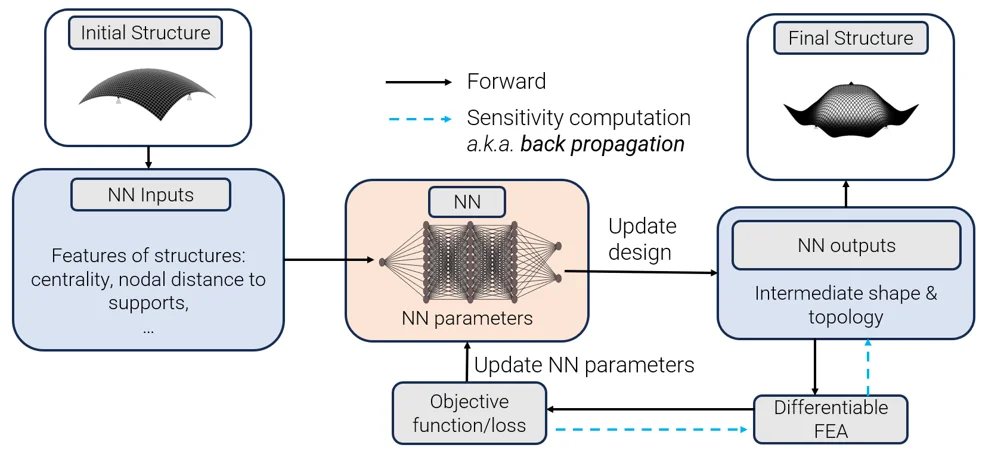 Initial Structure
Final Structure
Forward
Sensitivity computation
a.k.a. back propagation
NN Inputs
Features of structures:
centrality, nodal distance to
supports,
...
NN
NN parameters
Update
design
NN outputs
Intermediate shape &
topology
Update NN parameters
Objective
function/loss
Differentiable
FEA